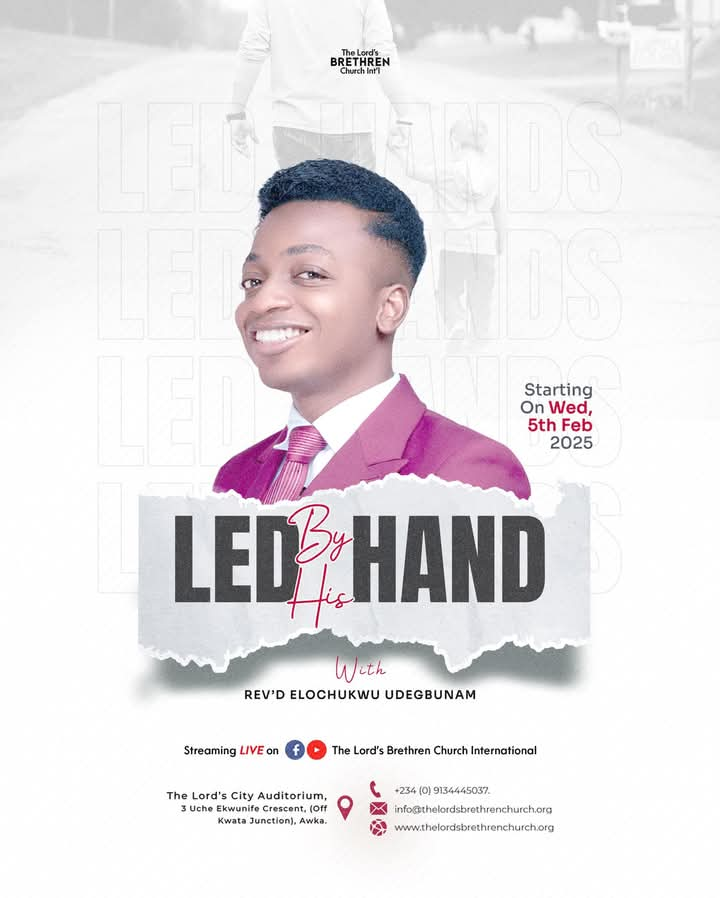 The Lord's
BRETHREN
Church Int'l
LED HANDS
LED HANDS
LED HANDS
Starting
On Wed,
5th Feb
2025
LED By His HAND
With
REV'D ELOCHUKWU UDEGBUNAM
Streaming LIVE on The Lord's Brethren Church International
The Lord's City Auditorium,
3 Uche Ekwunife Crescent, (Off
Kwata Junction), Awka.
+234 (0) 9134445037.
info@thelordsbrethrenchurch.org
www.thelordsbrethrenchurch.org